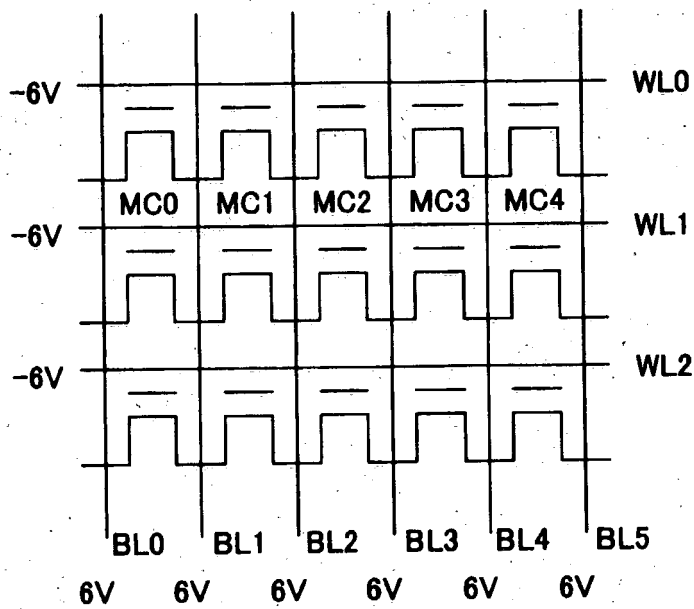 -6V WL0
MC0 MC1 MC2 MC3 MC4
-6V WL1
-6V WL2
BL0 BL1 BL2 BL3 BL4 BL5
6V 6V 6V 6V 6V 6V